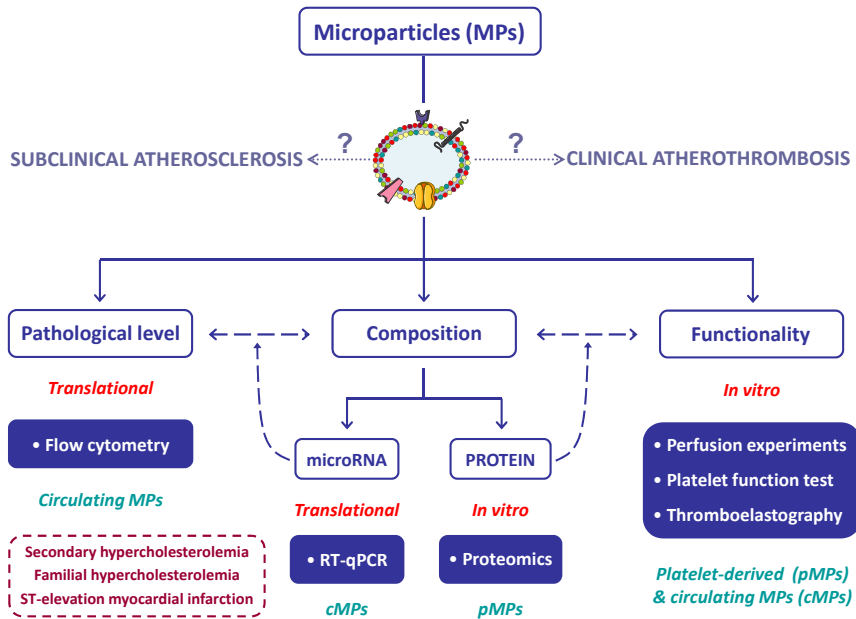 Microparticles (MPs)
? ?
SUBCLINICAL ATHEROSCLEROSIS CLINICAL ATHEROTHROMBOSIS
Pathological level Composition Functionality
Translational
In vitro
• Flow cytometry
Circulating MPs
Secondary hypercholesterolemia
Familial hypercholesterolemia
ST-elevation myocardial infarction
microRNA
Translational
• RT-qPCR
cMPs
PROTEIN
In vitro
• Proteomics
pMPs
• Perfusion experiments
• Platelet function test
• Thromboelastography
Platelet-derived (pMPs)
& circulating MPs (cMPs)